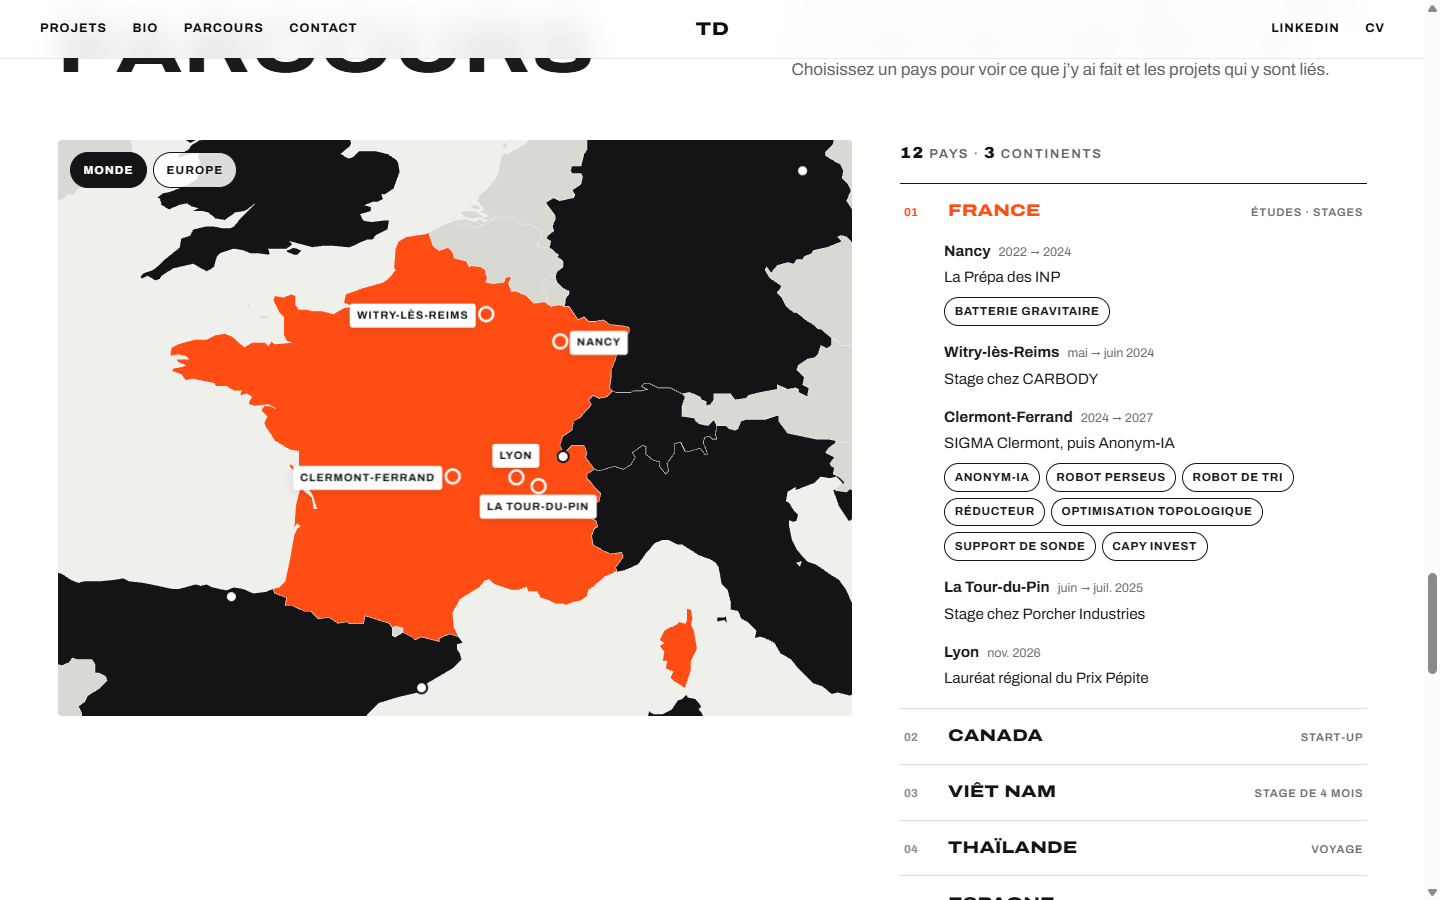 PROJETS BIO PARCOURS CONTACT TD LINKEDIN CV
PARCOURS
Choisissez un pays pour voir ce que j’y ai fait et les projets qui y sont liés.
MONDE EUROPE
WITRY-LÈS-REIMS
NANCY
LYON
CLERMONT-FERRAND
LA TOUR-DU-PIN
12 PAYS · 3 CONTINENTS
01 FRANCE ÉTUDES · STAGES
Nancy 2022 → 2024
La Prépa des INP
BATTERIE GRAVITAIRE
Witry-lès-Reims mai → juin 2024
Stage chez CARBODY
Clermont-Ferrand 2024 → 2027
SIGMA Clermont, puis Anonym-IA
ANONYM-IA ROBOT PERSEUS ROBOT DE TRI
RÉDUCTEUR OPTIMISATION TOPOLOGIQUE
SUPPORT DE SONDE CAPY INVEST
La Tour-du-Pin juin → juil. 2025
Stage chez Porcher Industries
Lyon nov. 2026
Lauréat régional du Prix Pépite
02 CANADA START-UP
03 VIÊT NAM STAGE DE 4 MOIS
04 THAÏLANDE VOYAGE